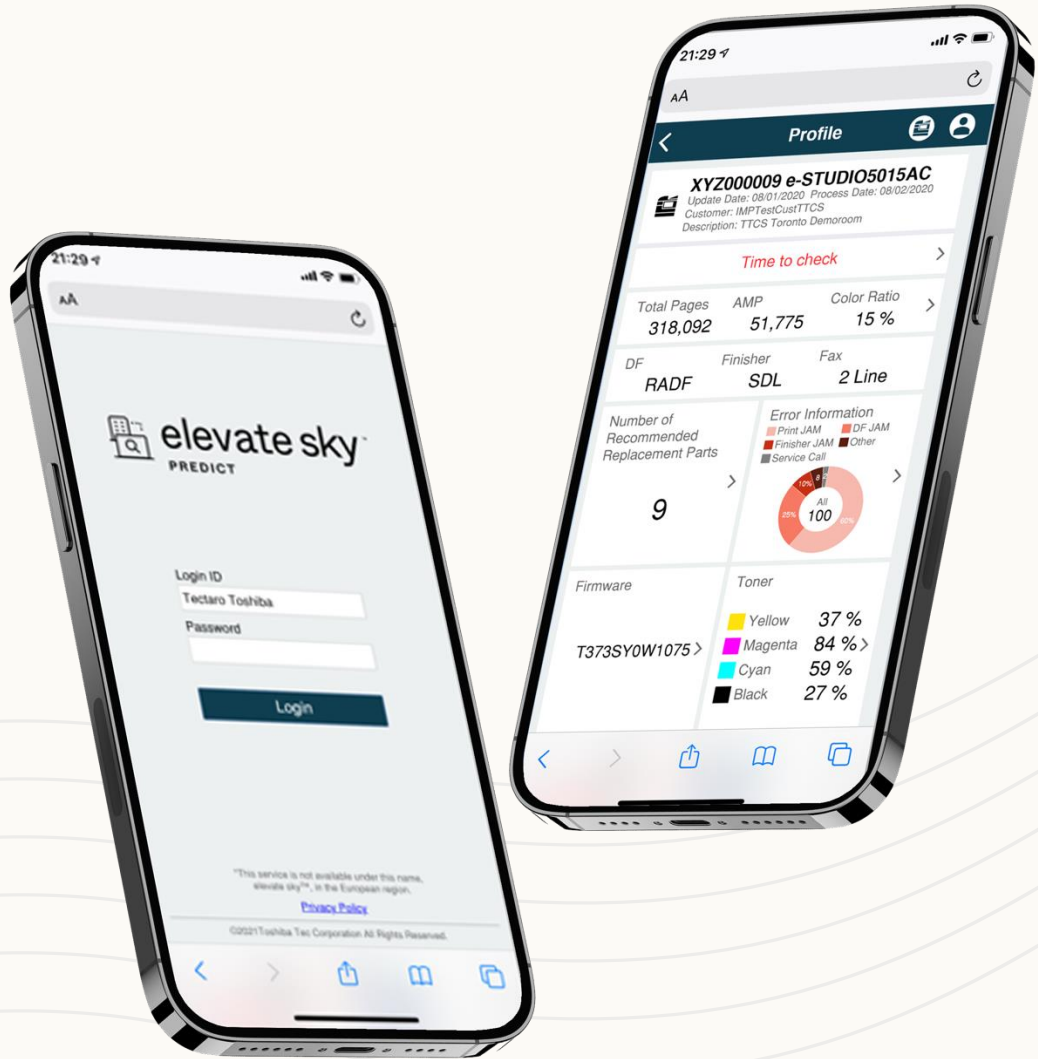 21:29
AA
elevate sky™
PREDICT
Login ID
Tectaro Toshiba
Password
Login
"This service is not available under this name,
elevate sky™, in the European region.
Privacy Policy
©2021Toshiba Tec Corporation All Rights Reserved.
21:29
AA
Profile
XYZ000009 e-STUDIO5015AC
Update Date: 08/01/2020 Process Date: 08/02/2020
Customer: IMPTestCustTTCS
Description: TTCS Toronto Demoroom
Time to check
Total Pages AMP Color Ratio
318,092 51,775 15 %
DF Finisher Fax
RADF SDL 2 Line
Number of
Recommended
Replacement Parts
9
Error Information
Print JAM DF JAM
Finisher JAM Other
Service Call
10% 8
25% 60%
All
100
Firmware
T373SY0W1075
Toner
Yellow 37 %
Magenta 84 %
Cyan 59 %
Black 27 %